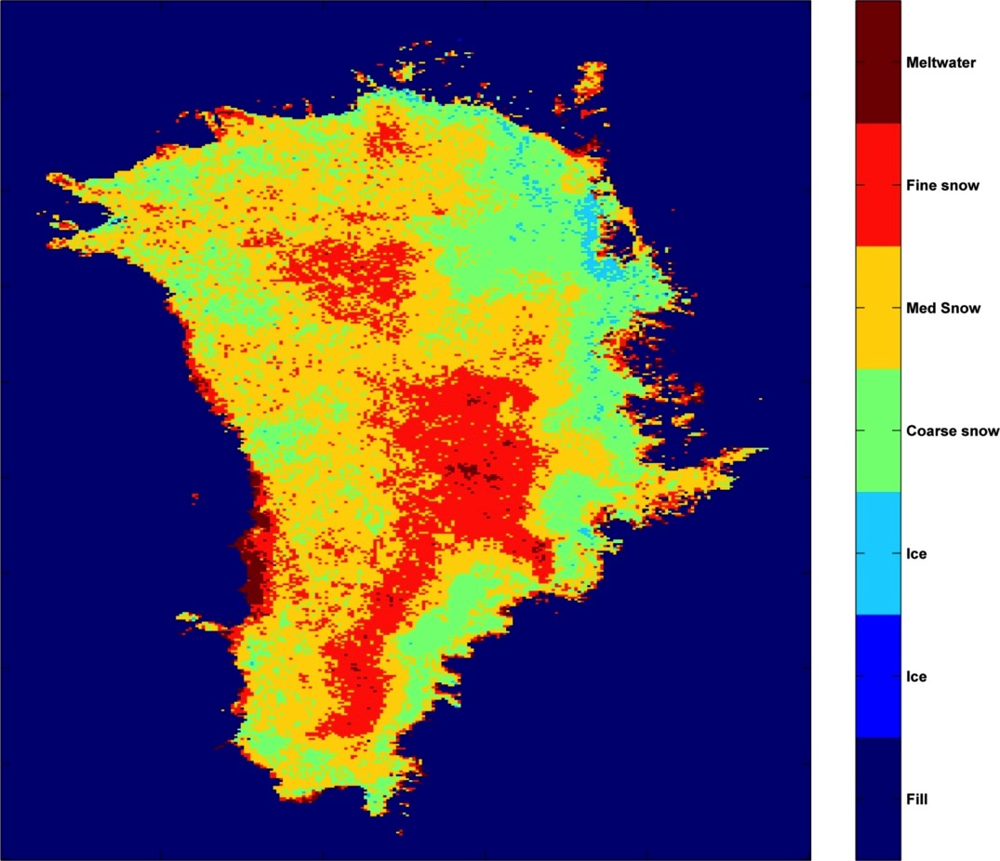 Meltwater
Fine snow
Med Snow
Coarse snow
Ice
Ice
Fill